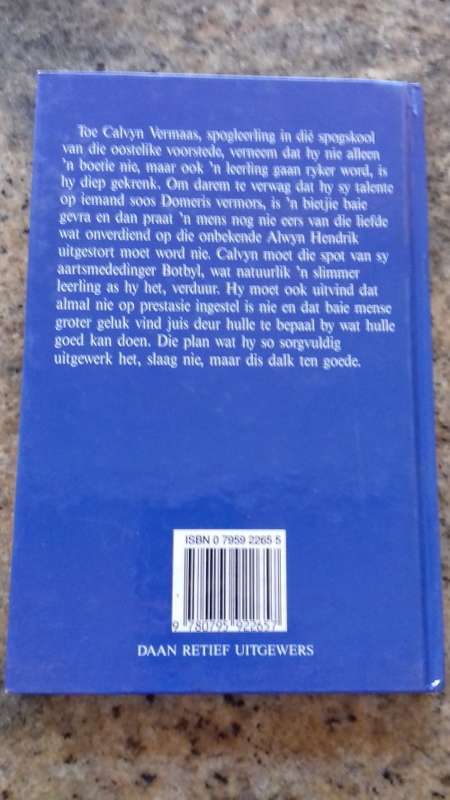 Toe Calvyn Vermaas, spogleerling in dié spogskool
van die oostelike voorstede, verneem dat hy nie alleen
'n boetie nie, maar ook 'n leerling gaan ryker word, is
hy diep gekrenk. Om darem te verwag dat hy sy talente
op iemand soos Domeris vermors, is 'n bietjie baie
gevra en dan praat 'n mens nog nie eers van die liefde
wat onverdiend op die onbekende Alwyn Hendrik
uitgestort moet word nie. Calvyn moet die spot van sy
aartsmededinger Botbyl, wat natuurlik 'n slimmer
leerling as hy het, verduur. Hy moet ook uitvind dat
almal nie op prestasie ingestel is nie en dat baie mense
groter geluk vind juis deur hulle te bepaal by wat hulle
goed kan doen. Die plan wat hy so sorgvuldig
uitgewerk het, slaag nie, maar dis dalk ten goede.
ISBN 0 7959 2265 5
9 780795 922657
DAAN RETIEF UITGEWERS